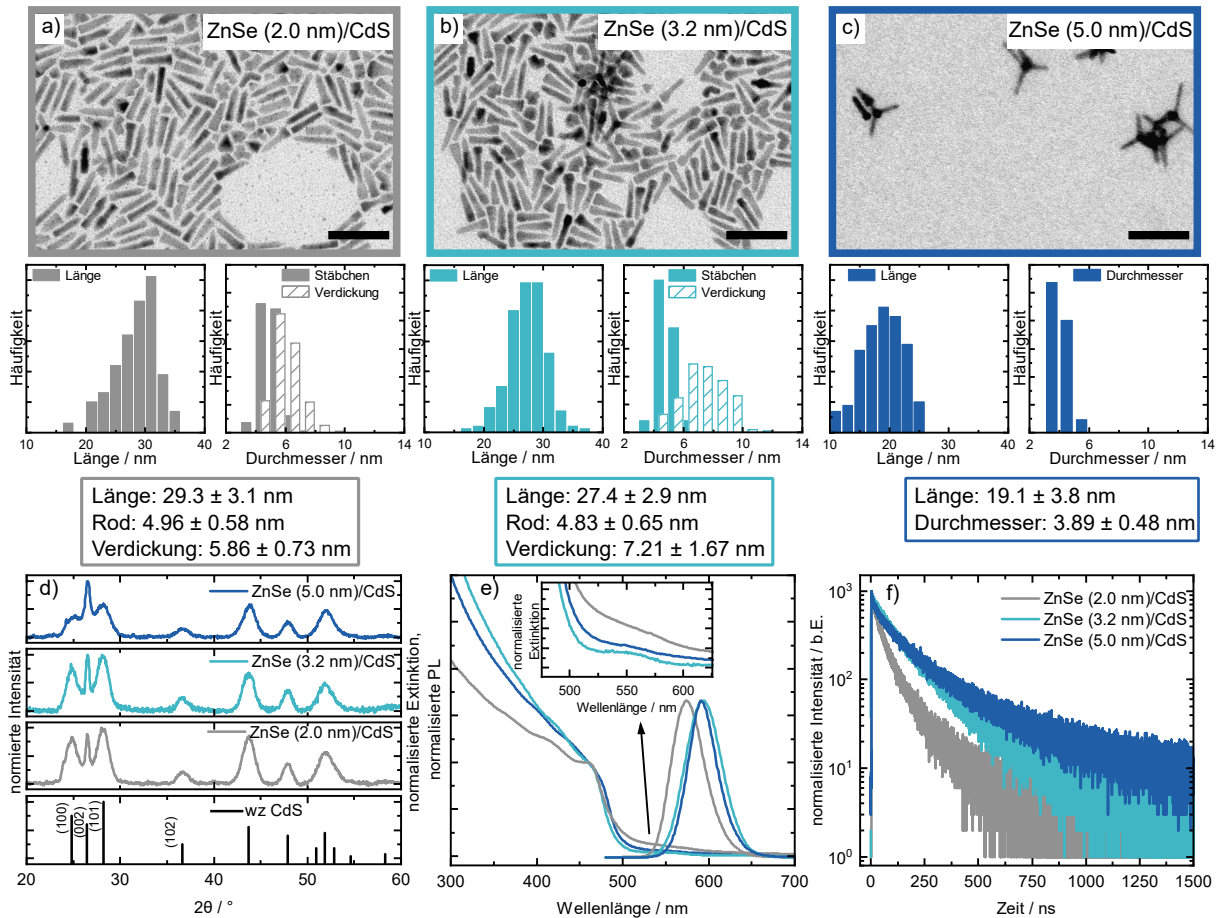 a)
ZnSe (2.0 nm)/CdS
b)
ZnSe (3.2 nm)/CdS
c)
ZnSe (5.0 nm)/CdS
Häufigkeit
Länge
10 20 30 40
Länge / nm
Häufigkeit
Stäbchen
Verdickung
2 6 10 14
Durchmesser / nm
Häufigkeit
Länge
10 20 30 40
Länge / nm
Häufigkeit
Stäbchen
Verdickung
2 6 10 14
Durchmesser / nm
Häufigkeit
Länge
10 20 30 40
Länge / nm
Häufigkeit
Durchmesser
2 6 10 14
Durchmesser / nm
Länge: 29.3 ± 3.1 nm
Rod: 4.96 ± 0.58 nm
Verdickung: 5.86 ± 0.73 nm
Länge: 27.4 ± 2.9 nm
Rod: 4.83 ± 0.65 nm
Verdickung: 7.21 ± 1.67 nm
Länge: 19.1 ± 3.8 nm
Durchmesser: 3.89 ± 0.48 nm
d)
normierte Intensität
ZnSe (5.0 nm)/CdS
ZnSe (3.2 nm)/CdS
ZnSe (2.0 nm)/CdS
wz CdS
(100)
(002)
(101)
(102)
20 30 40 50 60
2θ / °
e)
normalisierte Extinktion,
normalisierte PL
normalisierte
Extinktion
500 550 600
Wellenlänge / nm
300 400 500 600 700
Wellenlänge / nm
f)
normalisierte Intensität / b.E.
10³
10²
10¹
10⁰
ZnSe (2.0 nm)/CdS
ZnSe (3.2 nm)/CdS
ZnSe (5.0 nm)/CdS
0 250 500 750 1000 1250 1500
Zeit / ns